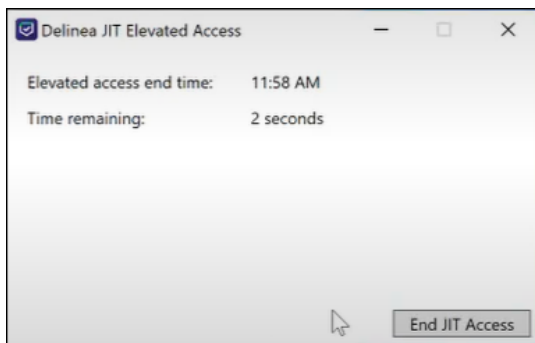 Delinea JIT Elevated Access
Elevated access end time: 11:58 AM
Time remaining: 2 seconds
End JIT Access